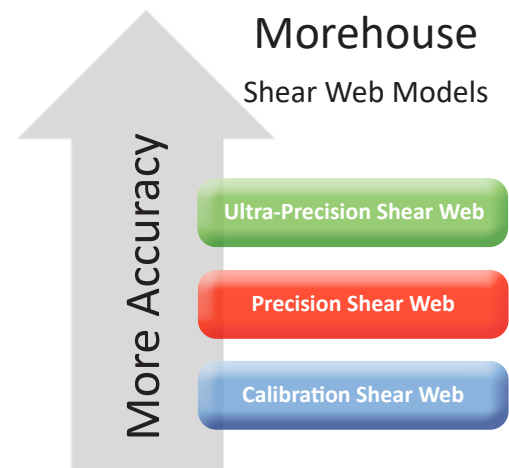 Morehouse
Shear Web Models
More Accuracy
Ultra-Precision Shear Web
Precision Shear Web
Calibration Shear Web